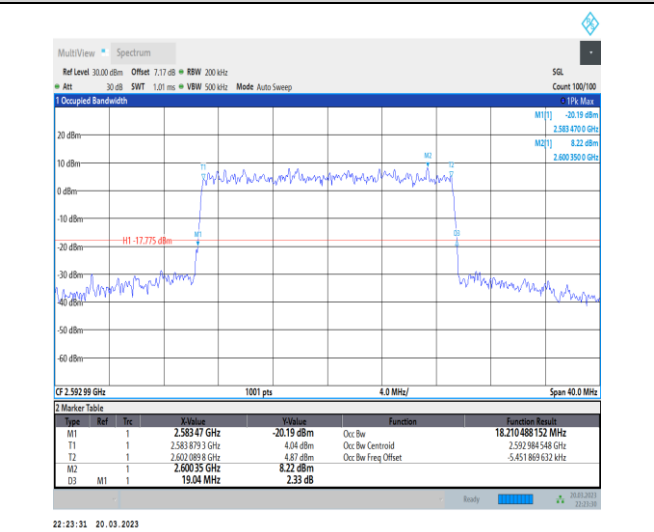 MultiView Spectrum
Ref Level 30.00 dBm Offset 7.17 dB RBW 200 kHz SGL
Att 30 dB SWT 1.01 ms VBW 500 kHz Mode Auto Sweep Count 100/100
1 Occupied Bandwidth 1Pk Max
M1[1] -20.19 dBm
2.583 470 0 GHz
M2[1] 8.22 dBm
2.600 350 0 GHz
20 dBm
M2
10 dBm
T1
0 dBm
-10 dBm
M1
D3
H1 -17.775 dBm
-20 dBm
-30 dBm
-40 dBm
-50 dBm
-60 dBm
CF 2.592 99 GHz 1001 pts 4.0 MHz/ Span 40.0 MHz
2 Marker Table
Type Ref Trc X-Value Y-Value Function Function Result
M1 1 2.583 47 GHz -20.19 dBm Occ Bw 18.210 488 152 MHz
T1 1 2.583 879 3 GHz 4.04 dBm Occ Bw Centroid 2.592 984 548 GHz
T2 1 2.602 089 8 GHz 4.87 dBm Occ Bw Freq Offset -5.451 869 632 kHz
M2 1 2.600 35 GHz 8.22 dBm
D3 M1 1 19.04 MHz 2.33 dB
Ready 20.03.2023
22:23:30
22:23:31 20.03.2023